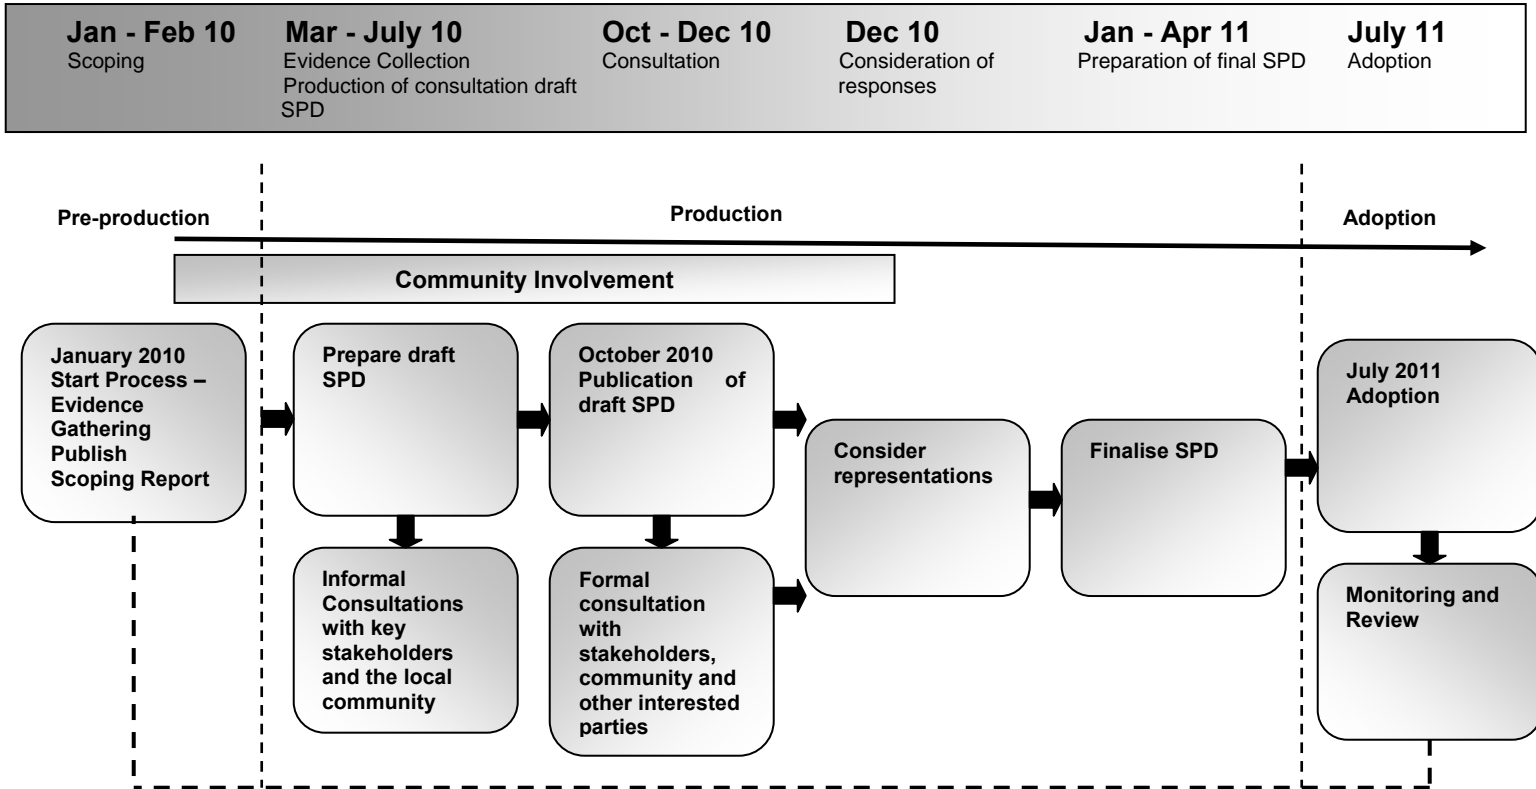 Jan - Feb 10
Scoping
Mar - July 10
Evidence Collection
Production of consultation draft
SPD
Oct - Dec 10
Consultation
Dec 10
Consideration of
responses
Jan - Apr 11
Preparation of final SPD
July 11
Adoption
Pre-production
Production
Adoption
Community Involvement
January 2010
Start Process –
Evidence
Gathering
Publish
Scoping Report
Prepare draft
SPD
October 2010
Publication of
draft SPD
Consider
representations
Finalise SPD
July 2011
Adoption
Informal
Consultations
with key
stakeholders
and the local
community
Formal
consultation
with
stakeholders,
community and
other interested
parties
Monitoring and
Review